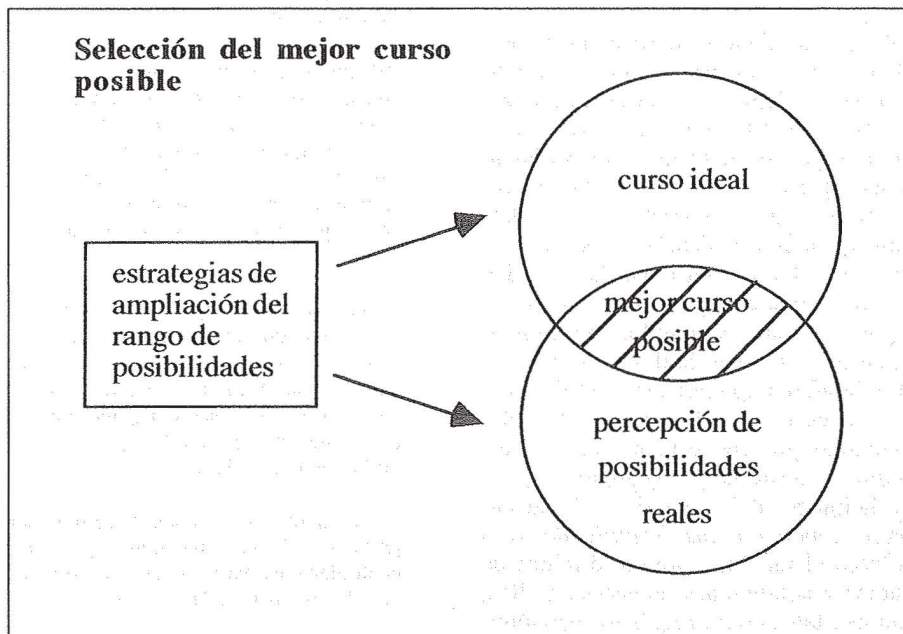 Selección del mejor curso
posible
curso ideal
estrategias de
ampliación del
rango de
posibilidades
mejor curso
posible
percepción de
posibilidades
reales